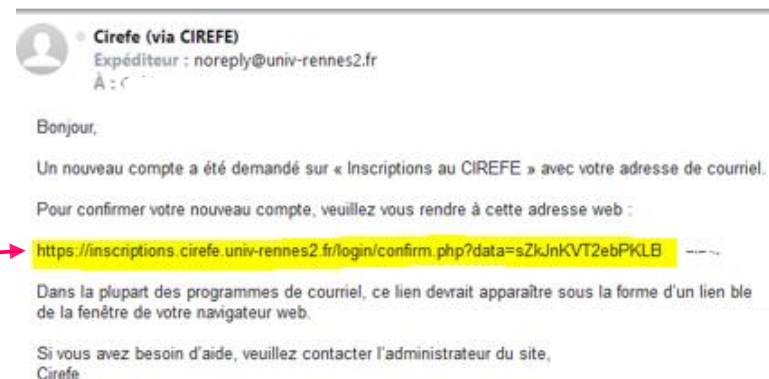 Cirefe (via CIREFE)
Expéditeur : noreply@univ-rennes2.fr
À :
Bonjour,
Un nouveau compte a été demandé sur « Inscriptions au CIREFE » avec votre adresse de courriel.
Pour confirmer votre nouveau compte, veuillez vous rendre à cette adresse web :
https://inscriptions.cirefe.univ-rennes2.fr/login/confirm.php?data=sZkJnKVT2ebPKLB
Dans la plupart des programmes de courriel, ce lien devrait apparaître sous la forme d'un lien ble
de la fenêtre de votre navigateur web.
Si vous avez besoin d'aide, veuillez contacter l'administrateur du site,
Cirefe